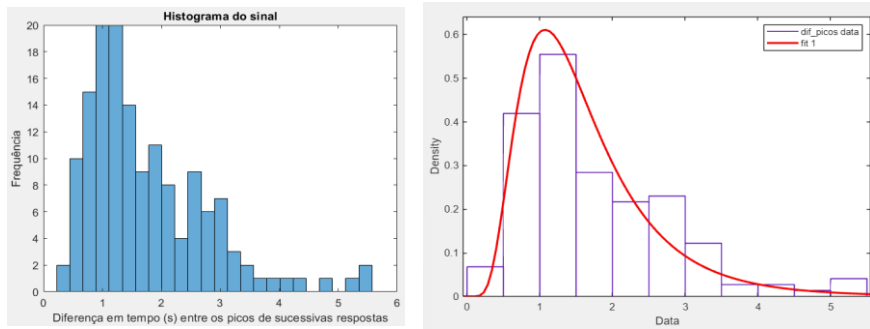 Histograma do sinal
20
18
16
14
12
10
8
6
4
2
0
Frequência
0 1 2 3 4 5 6
Diferença em tempo (s) entre os picos de sucessivas respostas
dif_picos data
fit 1
0.6
0.5
0.4
0.3
0.2
0.1
0
Density
0 1 2 3 4 5
Data